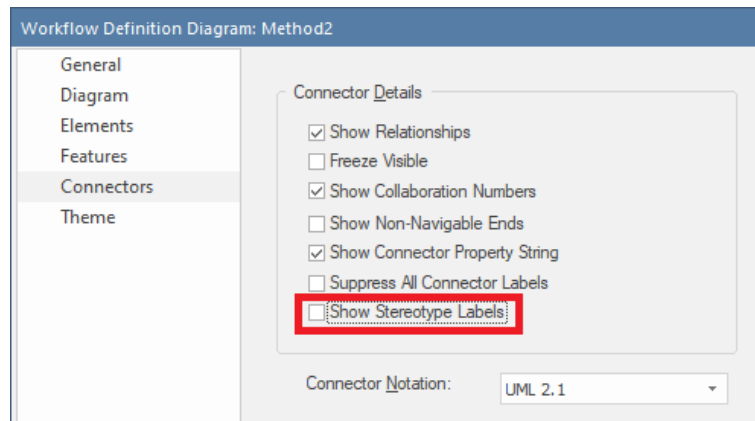 Workflow Definition Diagram: Method2
General
Diagram
Elements
Features
Connectors
Theme
Connector Details
Show Relationships
Freeze Visible
Show Collaboration Numbers
Show Non-Navigable Ends
Show Connector Property String
Suppress All Connector Labels
Show Stereotype Labels
Connector Notation:
UML 2.1